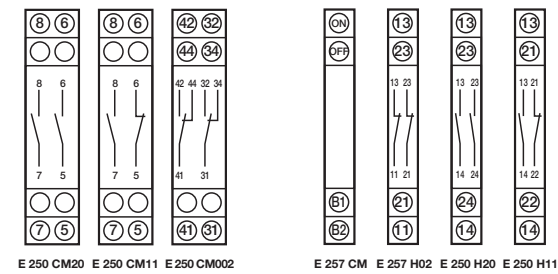 8 6 8 6 42 32 ON 13 13 13
44 34 OFF 23 23 21
8 6 8 6 42 44 32 34 13 23 13 23 13 21
7 5 7 5 41 31 11 21 14 24 14 22
B1 21 24 22
7 5 7 5 41 31 B2 11 14 14
E 250 CM20 E 250 CM11 E 250 CM002 E 257 CM E 257 H02 E 250 H20 E 250 H11